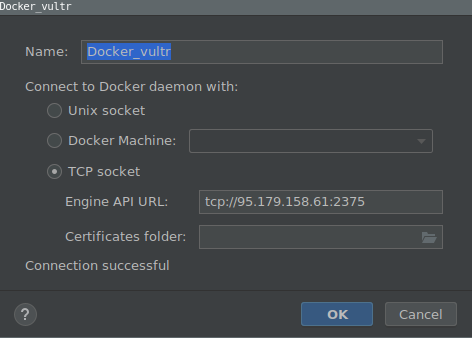 Docker_vultr
Name: Docker_vultr
Connect to Docker daemon with:
Unix socket
Docker Machine:
TCP socket
Engine API URL: tcp://95.179.158.61:2375
Certificates folder:
Connection successful
? OK Cancel